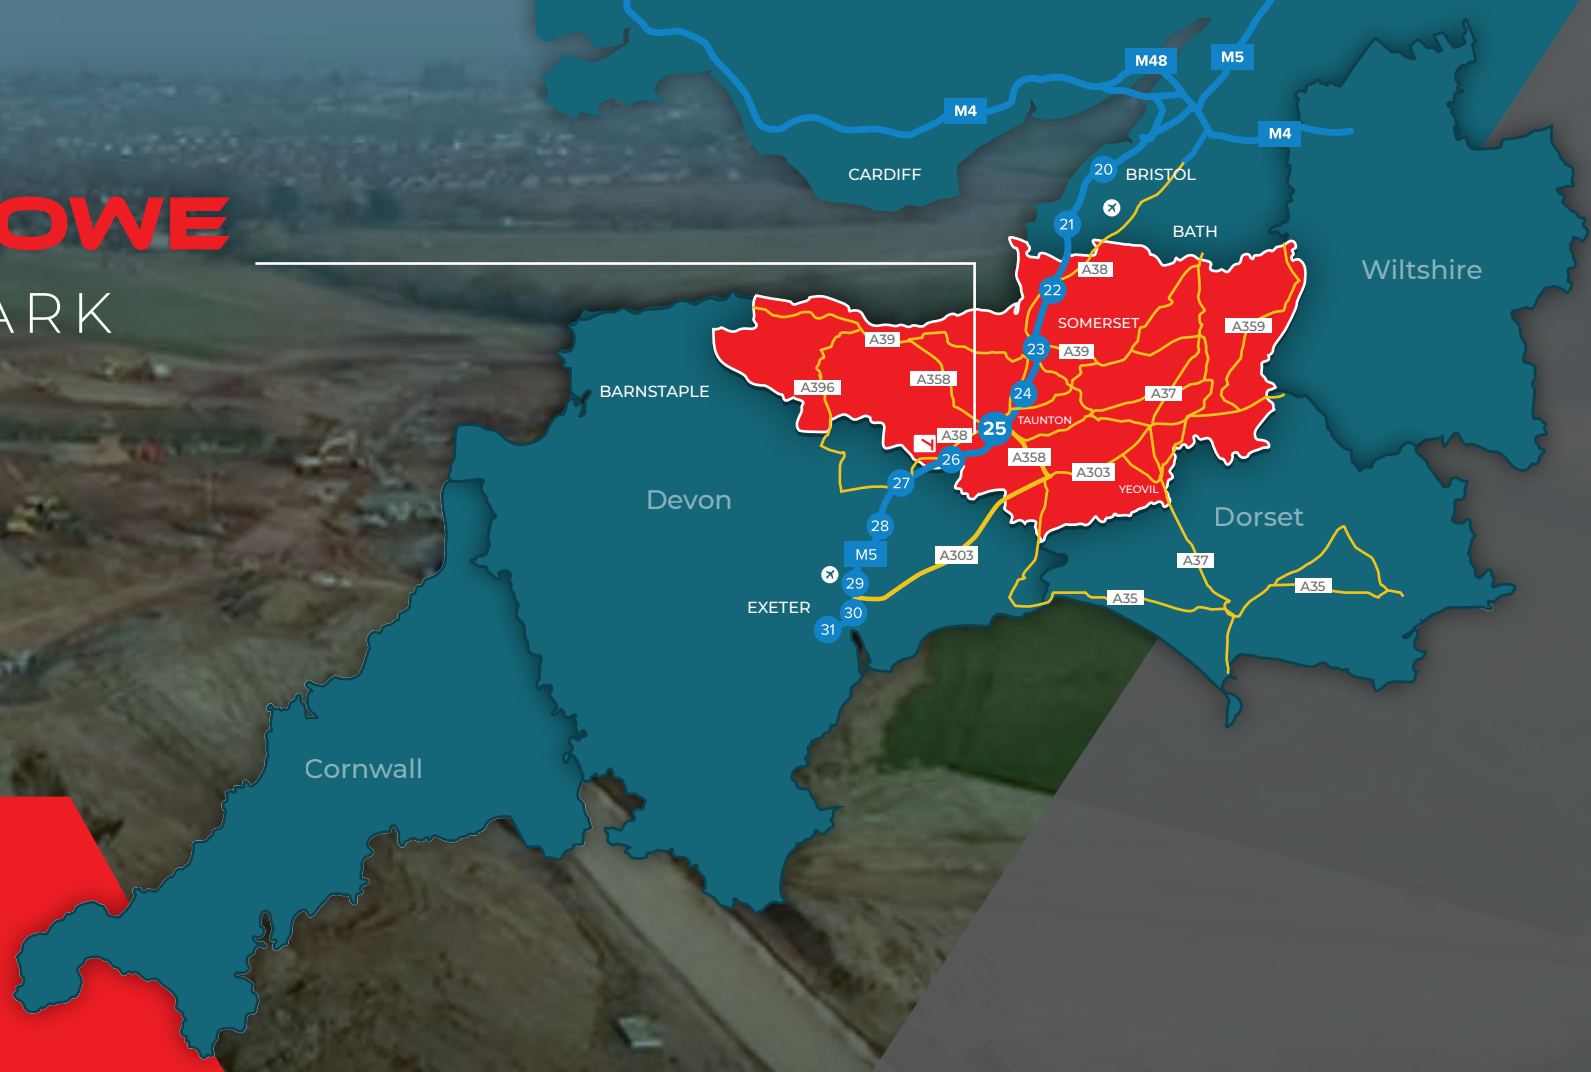 OWE
ARK
M48
M5
M4
M4
CARDIFF
20
BRISTOL
21
BATH
A38
Wiltshire
22
SOMERSET
A359
A39
23
A39
BARNSTAPLE
A396
A358
24
A37
TAUNTON
25
A38
26
A358
A303
27
YEOVIL
Devon
28
Dorset
M5
A303
A37
29
A35
EXETER
30
A35
31
Cornwall